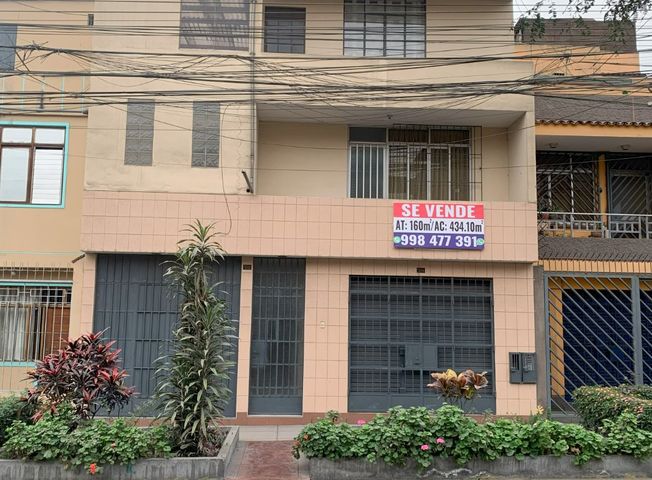 SE VENDE
AT: 160m²/AC: 434.10m²
998 477 391